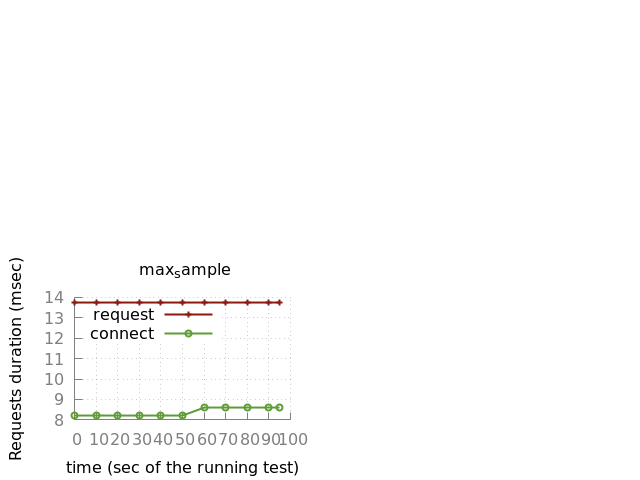 maxsample
Requests duration (msec)
14
13
12
11
10
9
8
request
connect
0 10 20 30 40 50 60 70 80 90 100
time (sec of the running test)